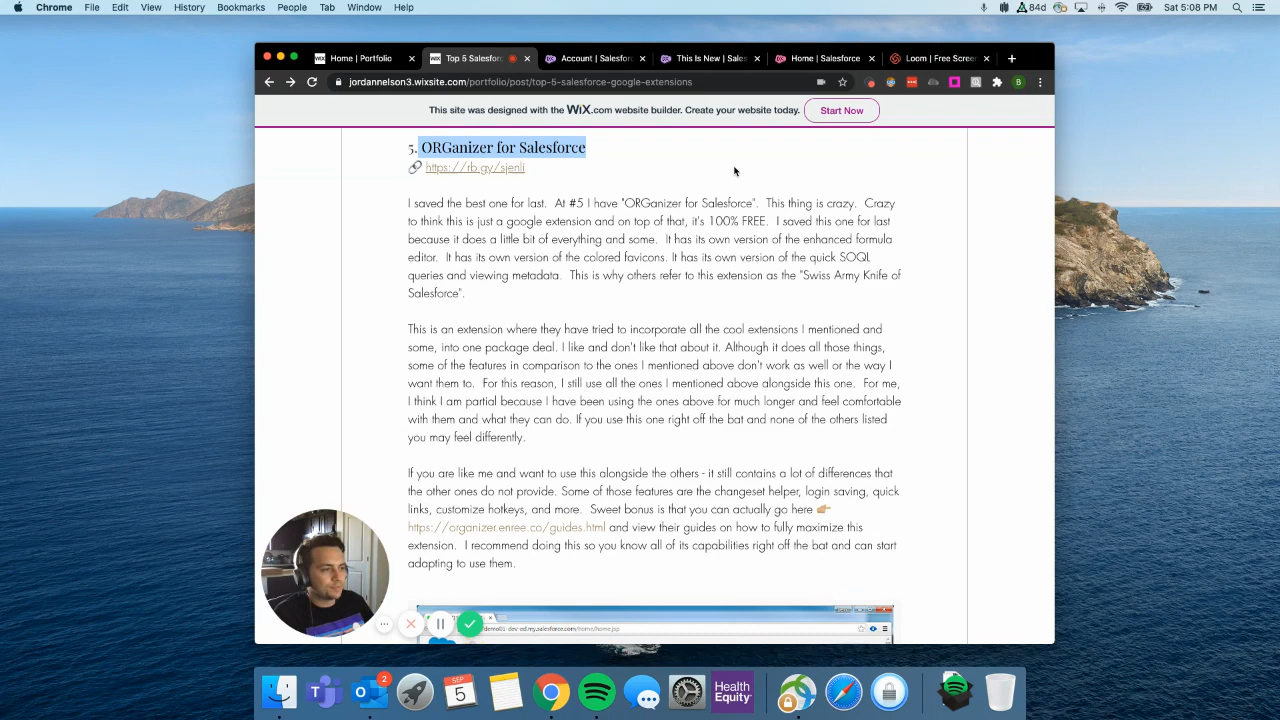 Chrome File Edit View History Bookmarks People Tab Window Help
84d Sat 5:08 PM
WiX Home | Portfolio
WiX Top 5 Salesforc
Account | Salesforc
This Is New | Sales
Home | Salesforce
Loom | Free Screen
jordannelson3.wixsite.com/portfolio/post/top-5-salesforce-google-extensions
B
This site was designed with the WiX.com website builder. Create your website today. Start Now
5. ORGanizer for Salesforce
https://rb.gy/sjenli
I saved the best one for last. At #5 I have "ORGanizer for Salesforce". This thing is crazy. Crazy
to think this is just a google extension and on top of that, it's 100% FREE. I saved this one for last
because it does a little bit of everything and some. It has its own version of the enhanced formula
editor. It has its own version of the colored favicons. It has its own version of the quick SOQL
queries and viewing metadata. This is why others refer to this extension as the "Swiss Army Knife of
Salesforce".
This is an extension where they have tried to incorporate all the cool extensions I mentioned and
some, into one package deal. I like and don't like that about it. Although it does all those things,
some of the features in comparison to the ones I mentioned above don't work as well or the way I
want them to. For this reason, I still use all the ones I mentioned above alongside this one. For me,
I think I am partial because I have been using the ones above for much longer and feel comfortable
with them and what they can do. If you use this one right off the bat and none of the others listed
you may feel differently.
If you are like me and want to use this alongside the others - it still contains a lot of differences that
the other ones do not provide. Some of those features are the changeset helper, login saving, quick
links, customize hotkeys, and more. Sweet bonus is that you can actually go here
https://organizer.enree.co/guides.html and view their guides on how to fully maximize this
extension. I recommend doing this so you know all of its capabilities right off the bat and can start
adapting to use them.
demo01-dev-ed.my.salesforce.com/home/home.jsp
2
SEP
5
Health
Equity